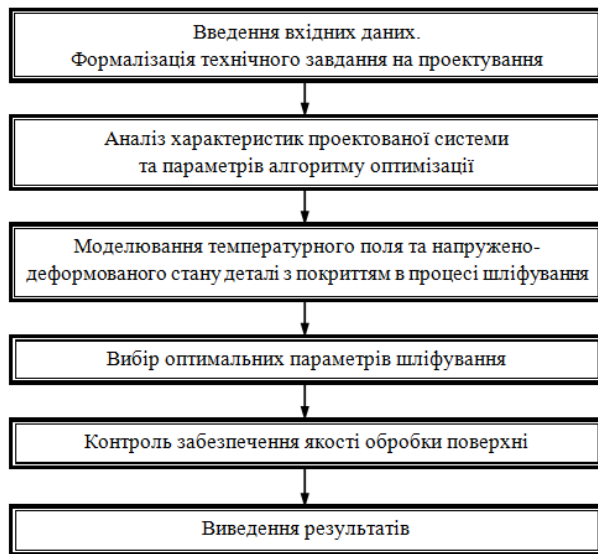 Введення вхідних даних.
Формалізація технічного завдання на проектування
Аналіз характеристик проектованої системи
та параметрів алгоритму оптимізації
Моделювання температурного поля та напружено-
деформованого стану деталі з покриттям в процесі шліфування
Вибір оптимальних параметрів шліфування
Контроль забезпечення якості обробки поверхні
Виведення результатів